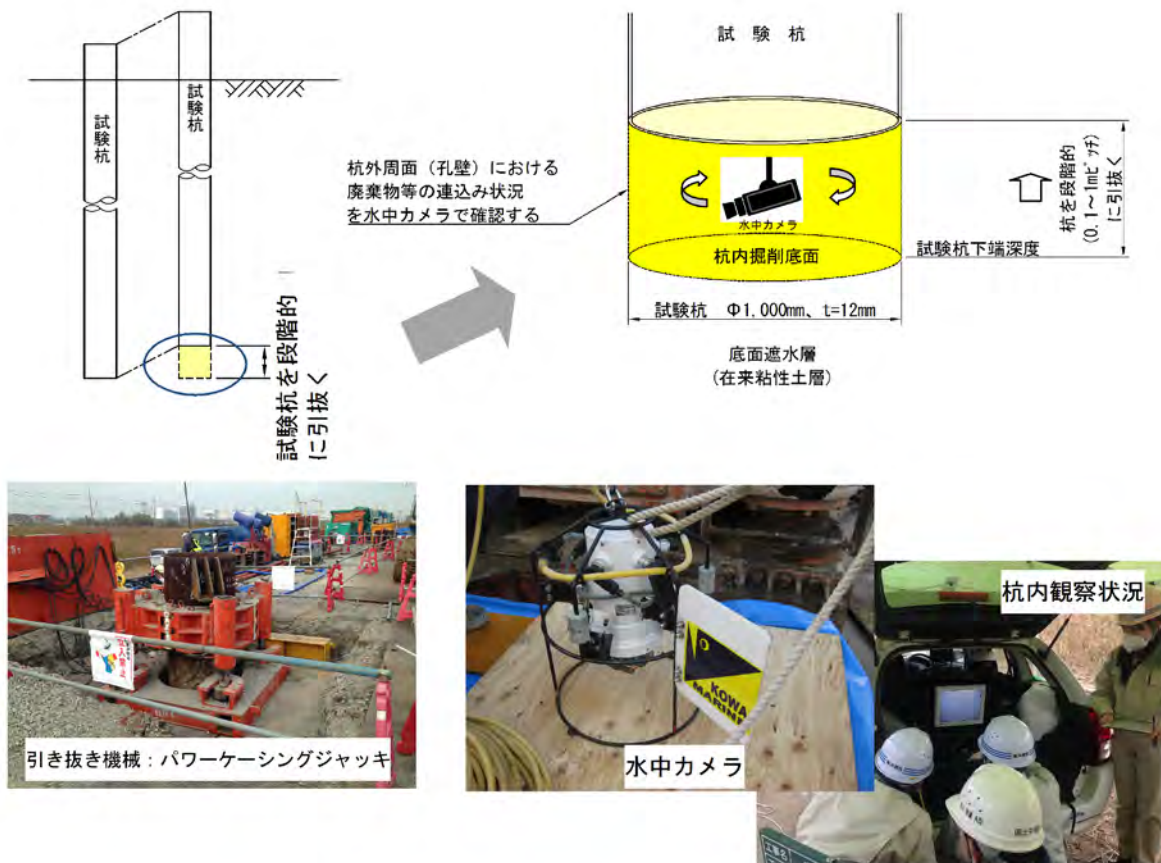 試験杭
試験杭
試験杭を段階的
に引抜く
杭外周面（孔壁）における
廃棄物等の連込み状況
を水中カメラで確認する
試 験 杭
水中カメラ
杭内掘削底面
杭を段階的
(0.1～1mﾋﾟｯﾁ)
に引抜く
試験杭下端深度
試験杭 Φ1,000mm、t=12mm
底面遮水層
(在来粘性土層)
引き抜き機械：パワーケーシングジャッキ
KOWA
MARINE
水中カメラ
杭内観察状況
工事名